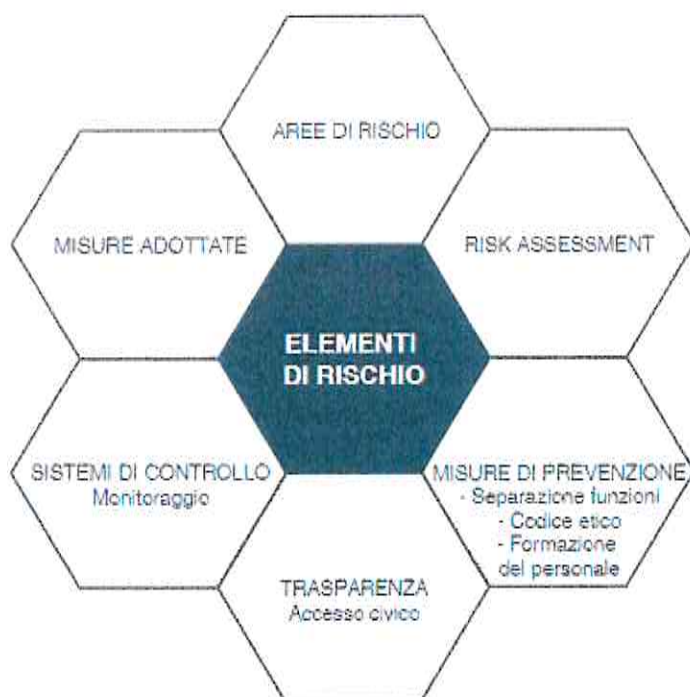 AREE DI RISCHIO
MISURE ADOTTATE
RISK ASSESSMENT
ELEMENTI
DI RISCHIO
SISTEMI DI CONTROLLO
Monitoraggio
MISURE DI PREVENZIONE
- Separazione funzioni
- Codice etico
- Formazione
del personale
TRASPARENZA
Accesso civico